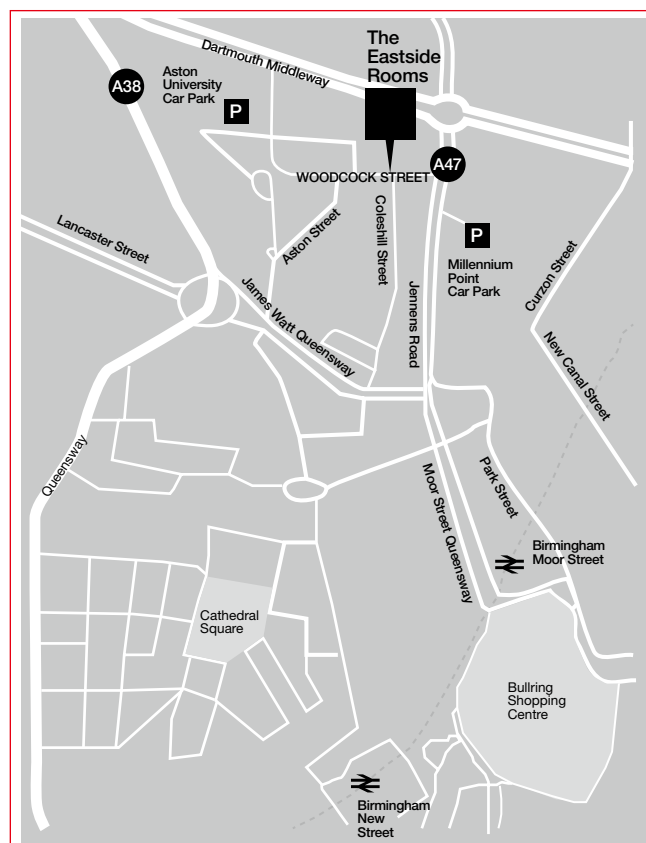 The
Eastside
Rooms
Dartmouth Middleway
A38
Aston
University
Car Park
P
WOODCOCK STREET
A47
Lancaster Street
Aston Street
Coleshill Street
P
Millennium
Point
Car Park
Curzon Street
James Watt Queensway
Jennens Road
New Canal Street
Queensway
Moor Street Queensway
Park Street
Birmingham
Moor Street
Cathedral
Square
Bullring
Shopping
Centre
Birmingham
New
Street